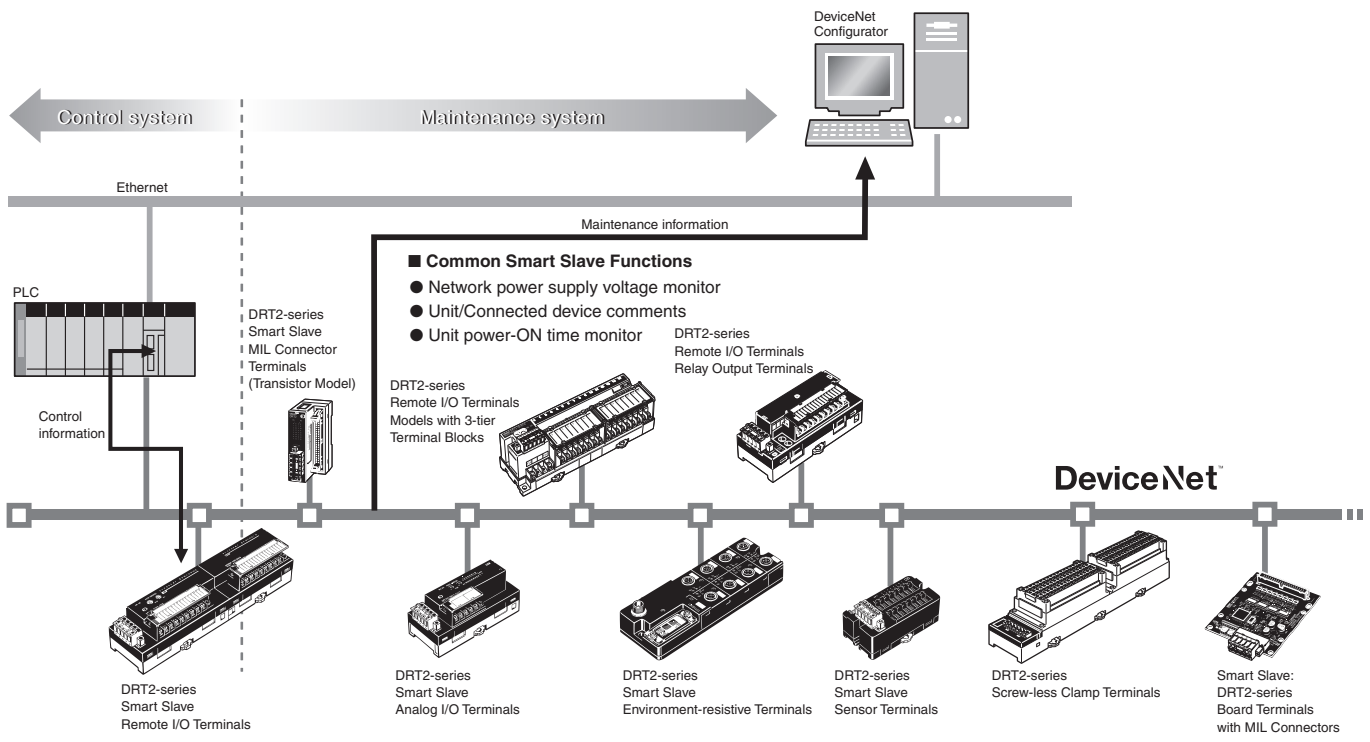 DeviceNet
Configurator
Control system
Maintenance system
Ethernet
Maintenance information
■ Common Smart Slave Functions
● Network power supply voltage monitor
● Unit/Connected device comments
● Unit power-ON time monitor
PLC
Control
information
DRT2-series
Smart Slave
MIL Connector
Terminals
(Transistor Model)
DRT2-series
Remote I/O Terminals
Models with 3-tier
Terminal Blocks
DRT2-series
Remote I/O Terminals
Relay Output Terminals
DeviceNet™
DRT2-series
Smart Slave
Remote I/O Terminals
DRT2-series
Smart Slave
Analog I/O Terminals
DRT2-series
Smart Slave
Environment-resistive Terminals
DRT2-series
Smart Slave
Sensor Terminals
DRT2-series
Screw-less Clamp Terminals
Smart Slave:
DRT2-series
Board Terminals
with MIL Connectors